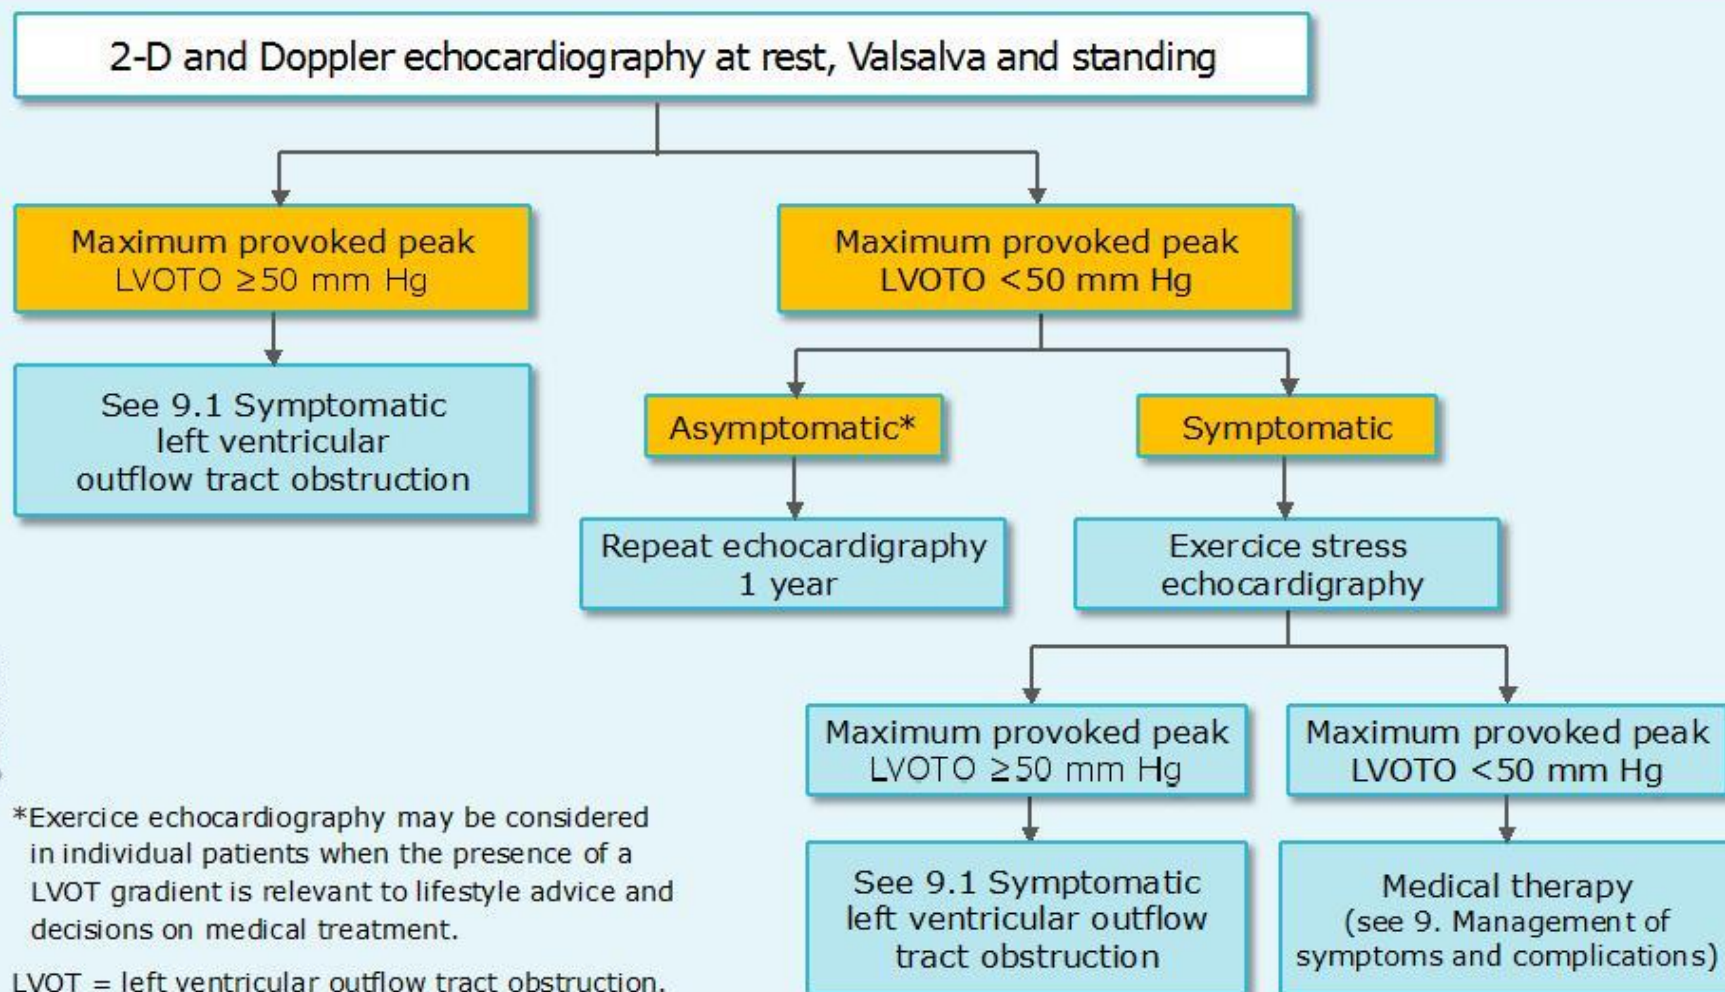 2-D and Doppler echocardiography at rest, Valsalva and standing
Maximum provoked peak
LVOTO ≥50 mm Hg
Maximum provoked peak
LVOTO <50 mm Hg
See 9.1 Symptomatic
left ventricular
outflow tract obstruction
Asymptomatic*
Symptomatic
Repeat echocardigraphy
1 year
Exercice stress
echocardigraphy
Maximum provoked peak
LVOTO ≥50 mm Hg
Maximum provoked peak
LVOTO <50 mm Hg
See 9.1 Symptomatic
left ventricular outflow
tract obstruction
Medical therapy
(see 9. Management of
symptoms and complications)
*Exercice echocardiography may be considered
in individual patients when the presence of a
LVOT gradient is relevant to lifestyle advice and
decisions on medical treatment.
LVOT = left ventricular outflow tract obstruction.